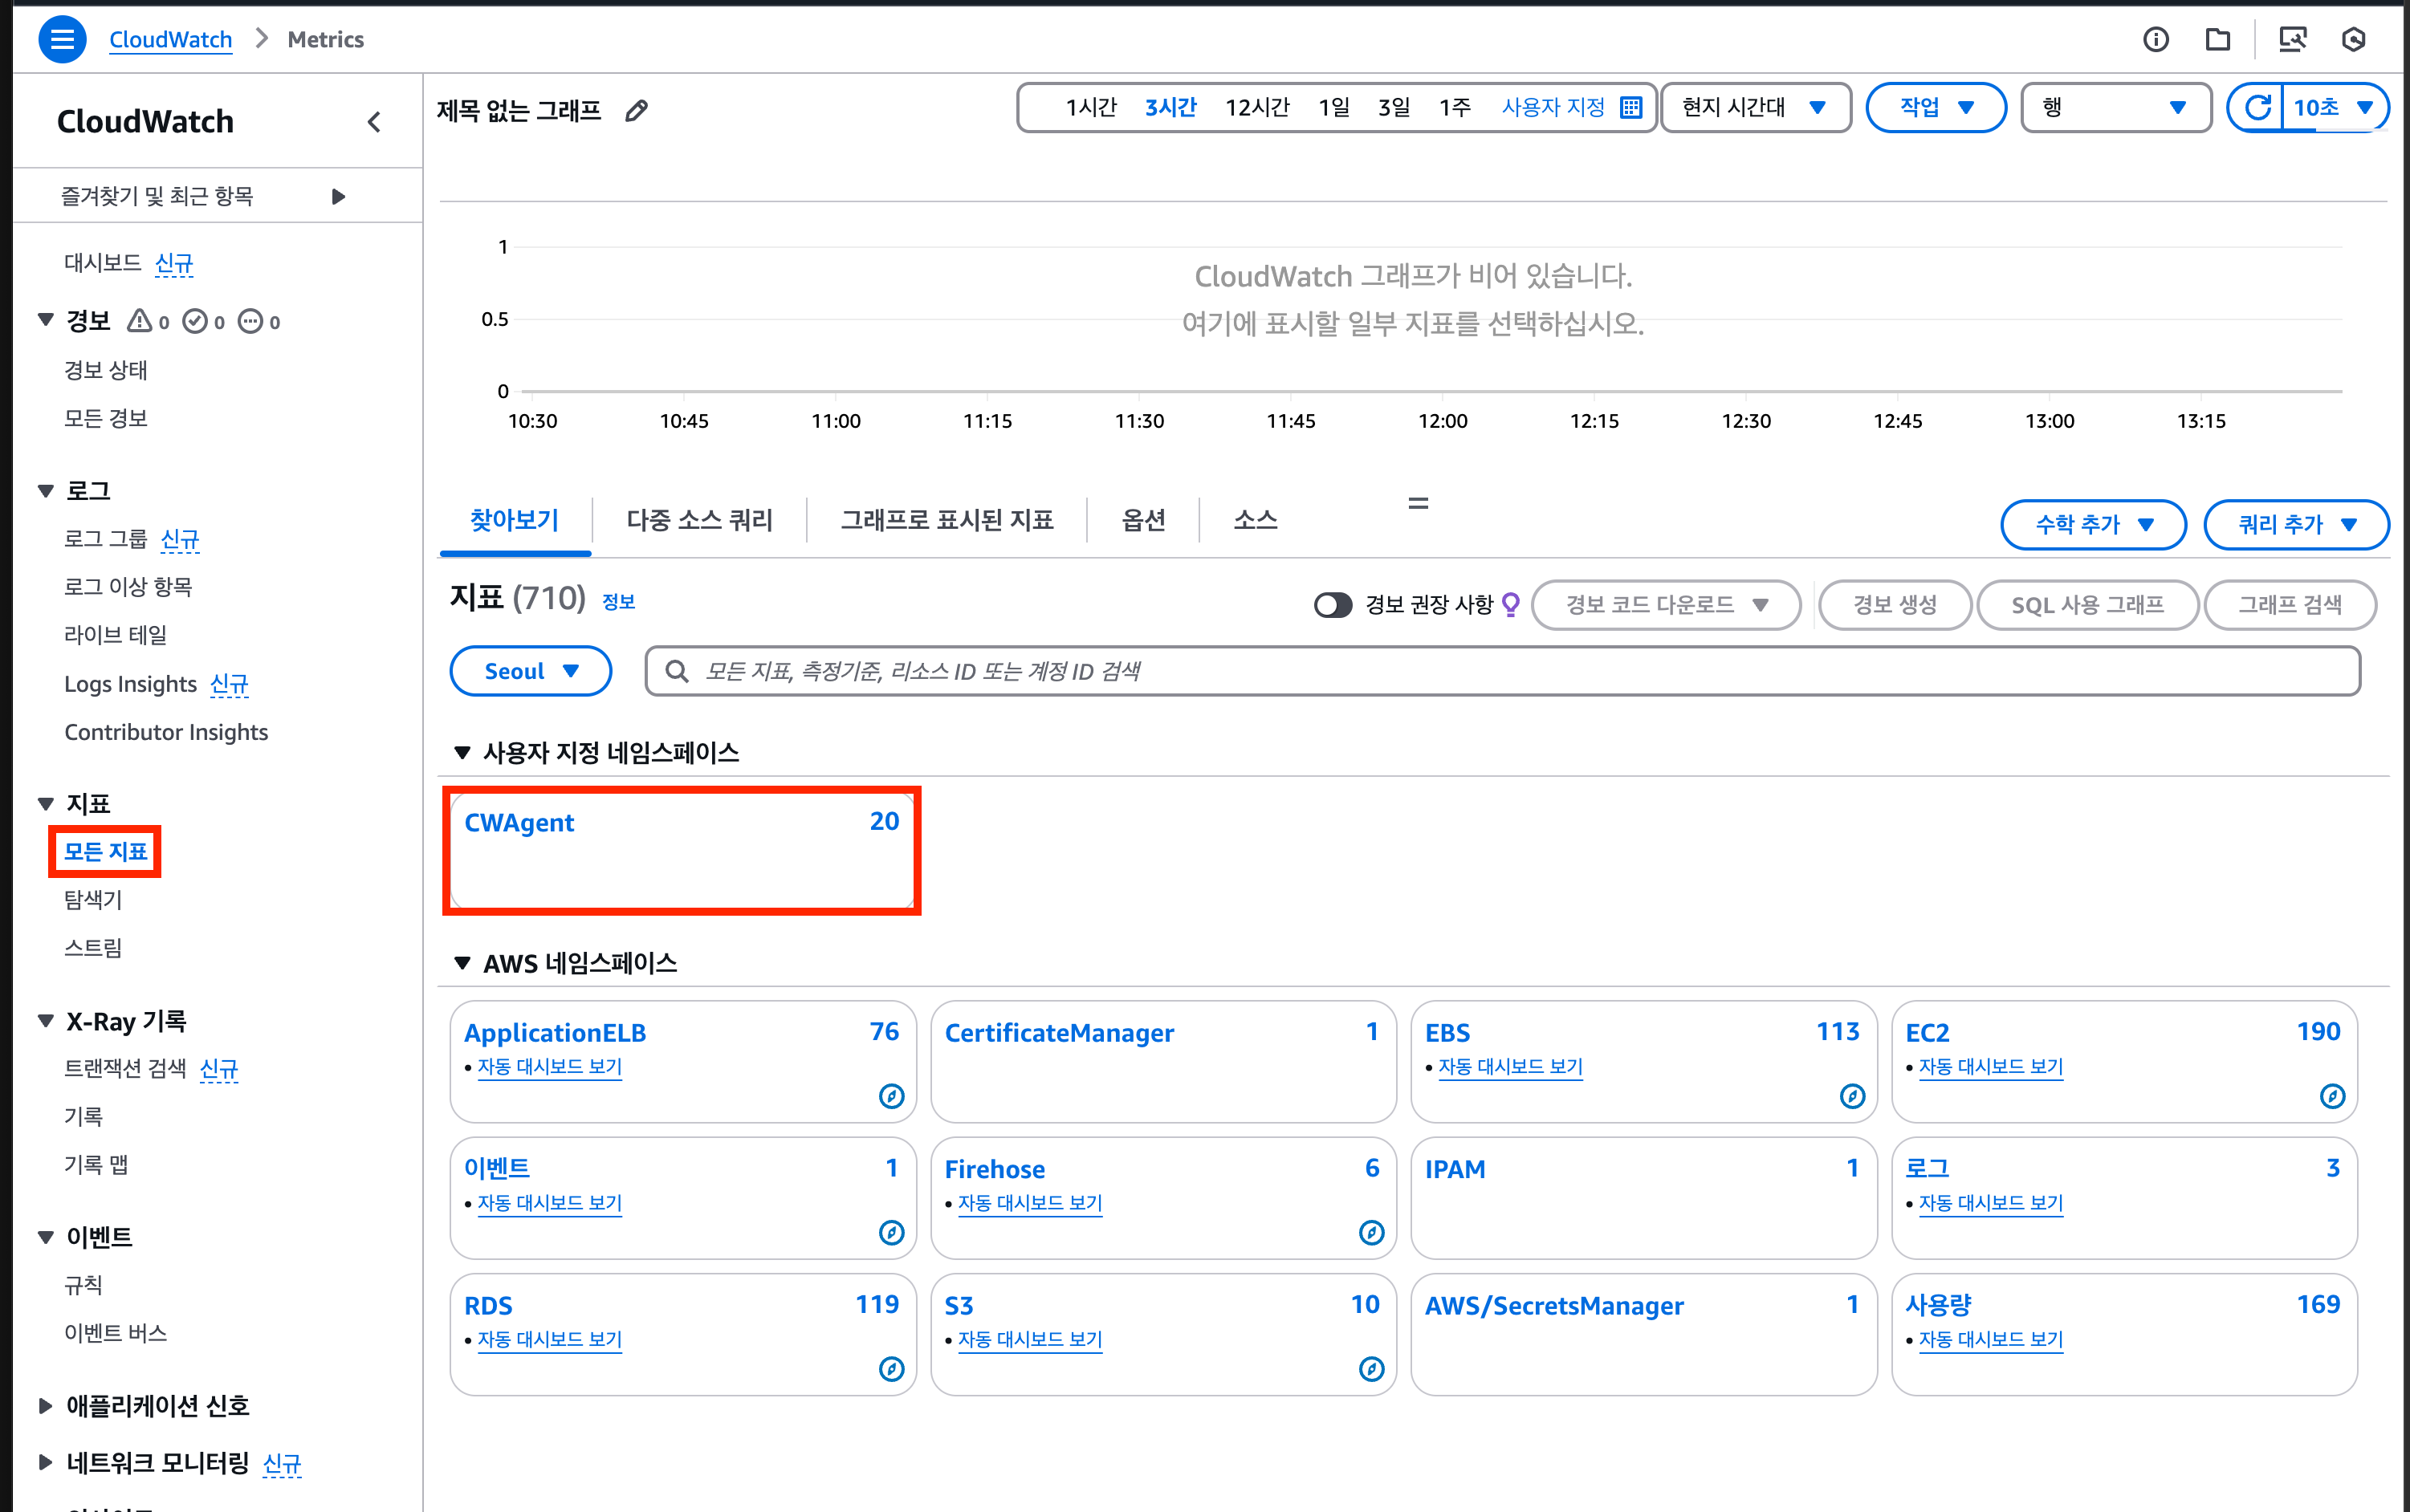 CloudWatch > Metrics
CloudWatch
즐겨찾기 및 최근 항목
대시보드 신규
경보 0 0 0
경보 상태
모든 경보
로그
로그 그룹 신규
로그 이상 항목
라이브 테일
Logs Insights 신규
Contributor Insights
지표
모든 지표
탐색기
스트림
X-Ray 기록
트랜잭션 검색 신규
기록
기록 맵
이벤트
규칙
이벤트 버스
애플리케이션 신호
네트워크 모니터링 신규
제목 없는 그래프
1시간 3시간 12시간 1일 3일 1주 사용자 지정 현지 시간대 작업 행 10초
1
CloudWatch 그래프가 비어 있습니다.
0.5
여기에 표시할 일부 지표를 선택하십시오.
0
10:30 10:45 11:00 11:15 11:30 11:45 12:00 12:15 12:30 12:45 13:00 13:15
찾아보기 다중 소스 쿼리 그래프로 표시된 지표 옵션 소스 수학 추가 쿼리 추가
지표 (710) 정보 경보 권장 사항 경보 코드 다운로드 경보 생성 SQL 사용 그래프 그래프 검색
Seoul 모든 지표, 측정기준, 리소스 ID 또는 계정 ID 검색
사용자 지정 네임스페이스
CWAgent 20
AWS 네임스페이스
ApplicationELB 76 CertificateManager 1 EBS 113 EC2 190
• 자동 대시보드 보기 • 자동 대시보드 보기 • 자동 대시보드 보기
이벤트 1 Firehose 6 IPAM 1 로그 3
• 자동 대시보드 보기 • 자동 대시보드 보기 • 자동 대시보드 보기
RDS 119 S3 10 AWS/SecretsManager 1 사용량 169
• 자동 대시보드 보기 • 자동 대시보드 보기 • 자동 대시보드 보기